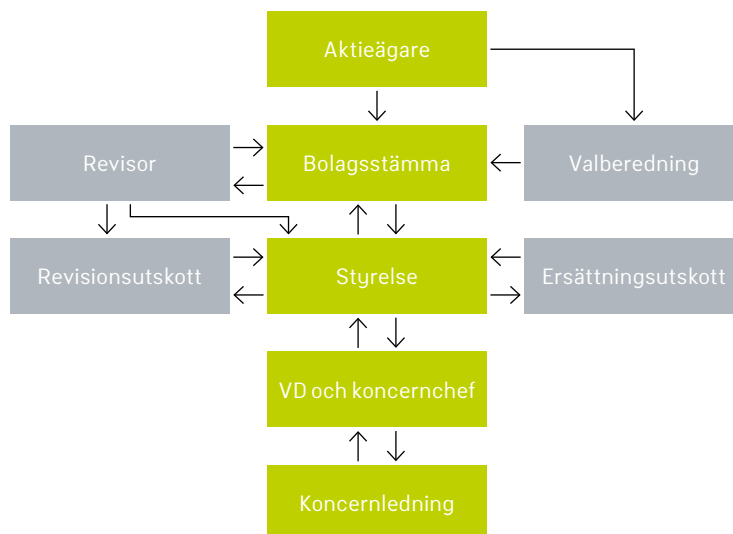 Aktieägare
Revisor
Bolagsstämma
Valberedning
Revisionsutskott
Styrelse
Ersättningsutskott
VD och koncernchef
Koncernledning